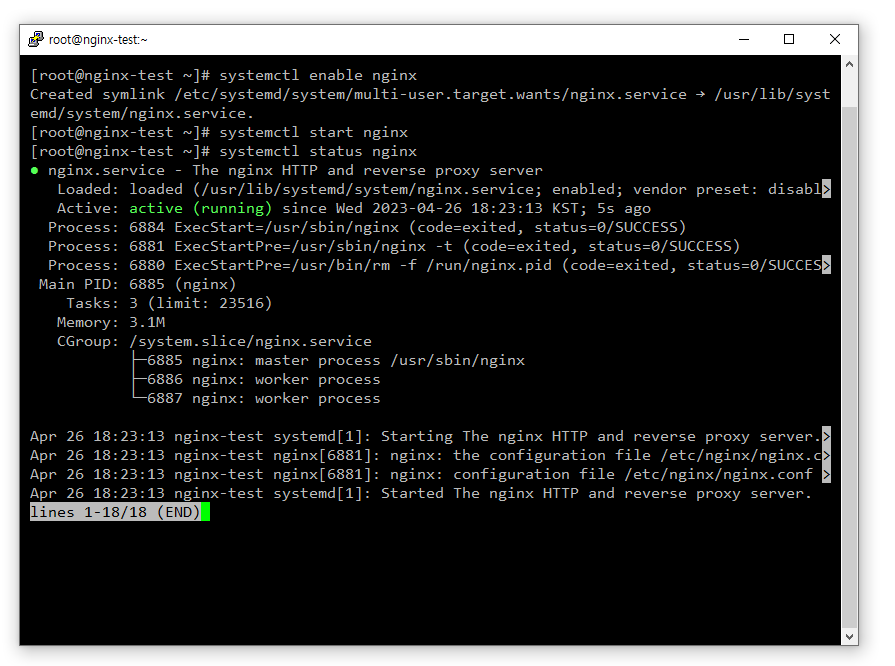 root@nginx-test:~
[root@nginx-test ~]# systemctl enable nginx
Created symlink /etc/systemd/system/multi-user.target.wants/nginx.service → /usr/lib/syst
emd/system/nginx.service.
[root@nginx-test ~]# systemctl start nginx
[root@nginx-test ~]# systemctl status nginx
● nginx.service - The nginx HTTP and reverse proxy server
   Loaded: loaded (/usr/lib/systemd/system/nginx.service; enabled; vendor preset: disabl>
   Active: active (running) since Wed 2023-04-26 18:23:13 KST; 5s ago
  Process: 6884 ExecStart=/usr/sbin/nginx (code=exited, status=0/SUCCESS)
  Process: 6881 ExecStartPre=/usr/sbin/nginx -t (code=exited, status=0/SUCCESS)
  Process: 6880 ExecStartPre=/usr/bin/rm -f /run/nginx.pid (code=exited, status=0/SUCCES>
 Main PID: 6885 (nginx)
    Tasks: 3 (limit: 23516)
   Memory: 3.1M
   CGroup: /system.slice/nginx.service
           ├─6885 nginx: master process /usr/sbin/nginx
           ├─6886 nginx: worker process
           └─6887 nginx: worker process
Apr 26 18:23:13 nginx-test systemd[1]: Starting The nginx HTTP and reverse proxy server.>
Apr 26 18:23:13 nginx-test nginx[6881]: nginx: the configuration file /etc/nginx/nginx.c>
Apr 26 18:23:13 nginx-test nginx[6881]: nginx: configuration file /etc/nginx/nginx.conf >
Apr 26 18:23:13 nginx-test systemd[1]: Started The nginx HTTP and reverse proxy server.
lines 1-18/18 (END)